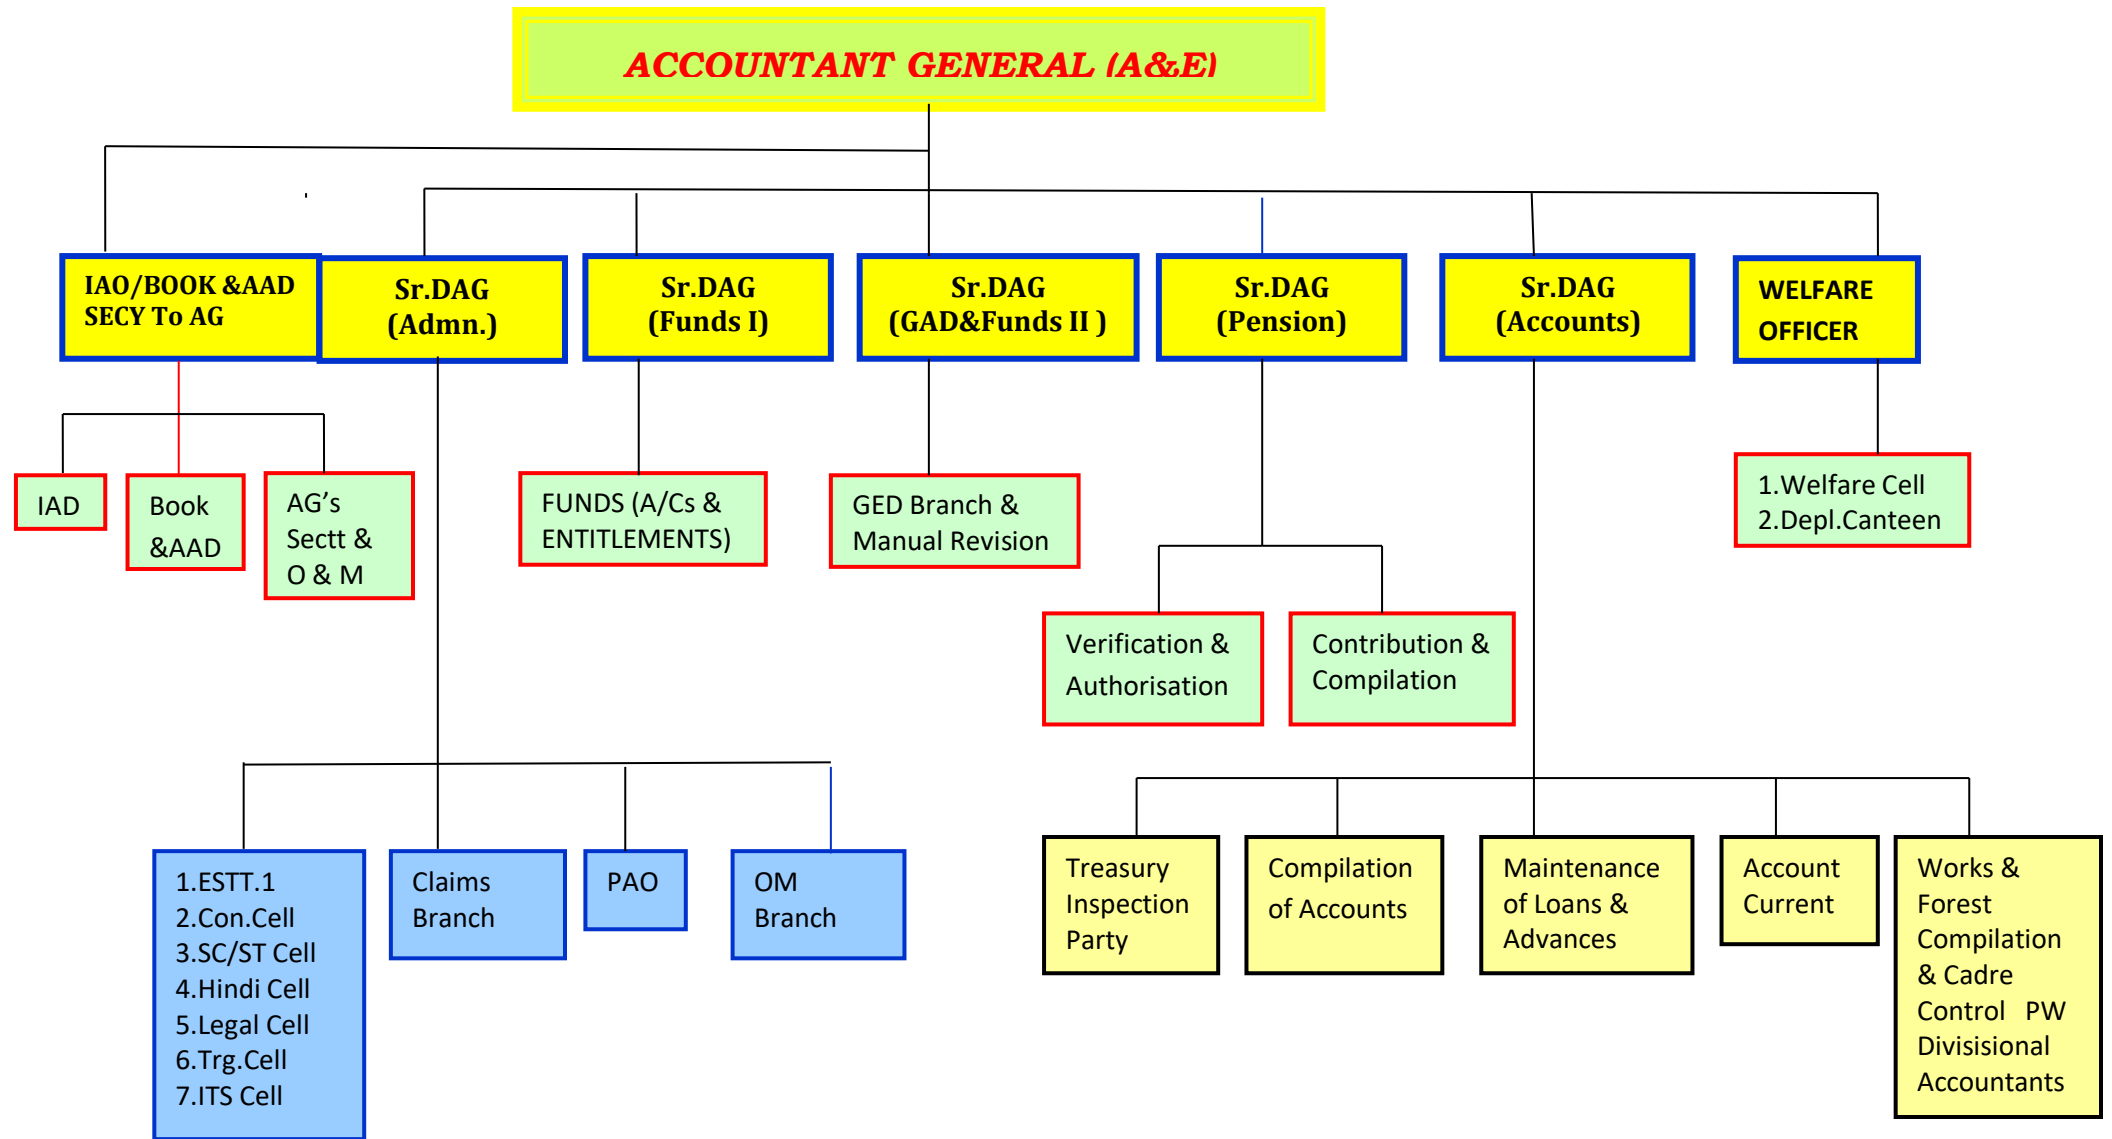 ACCOUNTANT GENERAL (A&E)
IAO/BOOK &AAD
SECY To AG
Sr.DAG
(Admn.)
Sr.DAG
(Funds I)
Sr.DAG
(GAD&Funds II )
Sr.DAG
(Pension)
Sr.DAG
(Accounts)
WELFARE
OFFICER
IAD
Book
&AAD
AG’s
Sectt &
O & M
FUNDS (A/Cs &
ENTITLEMENTS)
GED Branch &
Manual Revision
1.Welfare Cell
2.Depl.Canteen
Verification &
Authorisation
Contribution &
Compilation
1.ESTT.1
2.Con.Cell
3.SC/ST Cell
4.Hindi Cell
5.Legal Cell
6.Trg.Cell
7.ITS Cell
Claims
Branch
PAO
OM
Branch
Treasury
Inspection
Party
Compilation
of Accounts
Maintenance
of Loans &
Advances
Account
Current
Works &
Forest
Compilation
& Cadre
Control PW
Divisisional
Accountants